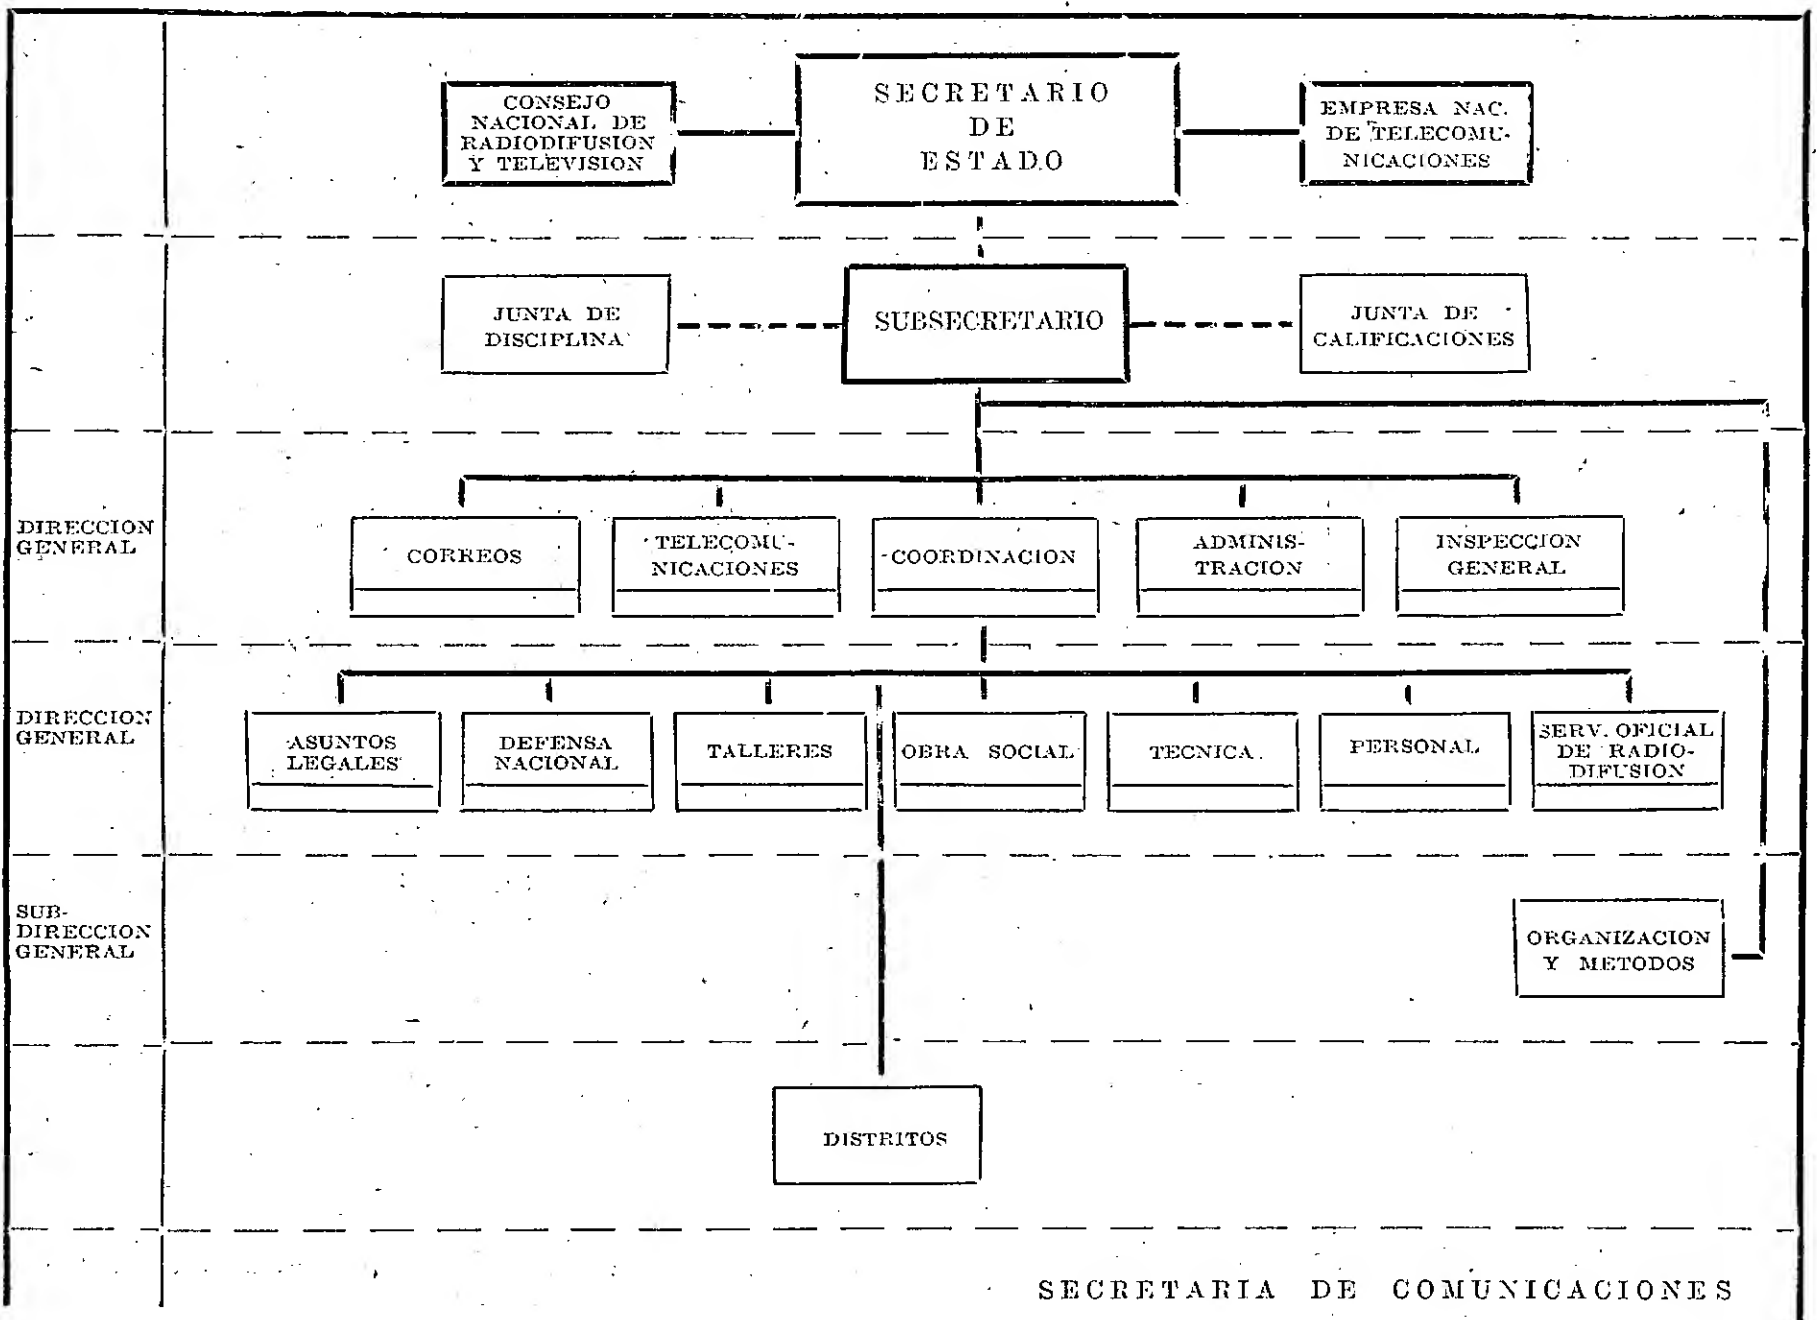 CONSEJO
NACIONAL DE
RADIODIFUSION
Y TELEVISION
SECRETARIO
DE
ESTADO
EMPRESA NAC.
DE TELECOMU-
NICACIONES
JUNTA DE
DISCIPLINA
SUBSECRETARIO
JUNTA DE
CALIFICACIONES
DIRECCION
GENERAL
CORREOS
TELECOMU-
NICACIONES
COORDINACION
ADMINIS-
TRACION
INSPECCION
GENERAL
DIRECCION
GENERAL
ASUNTOS
LEGALES
DEFENSA
NACIONAL
TALLERES
OBRA SOCIAL
TECNICA
PERSONAL
SERV. OFICIAL
DE RADIO-
DIFUSION
SUB-
DIRECCION
GENERAL
ORGANIZACION
Y METODOS
DISTRITOS
SECRETARIA DE COMUNICACIONES